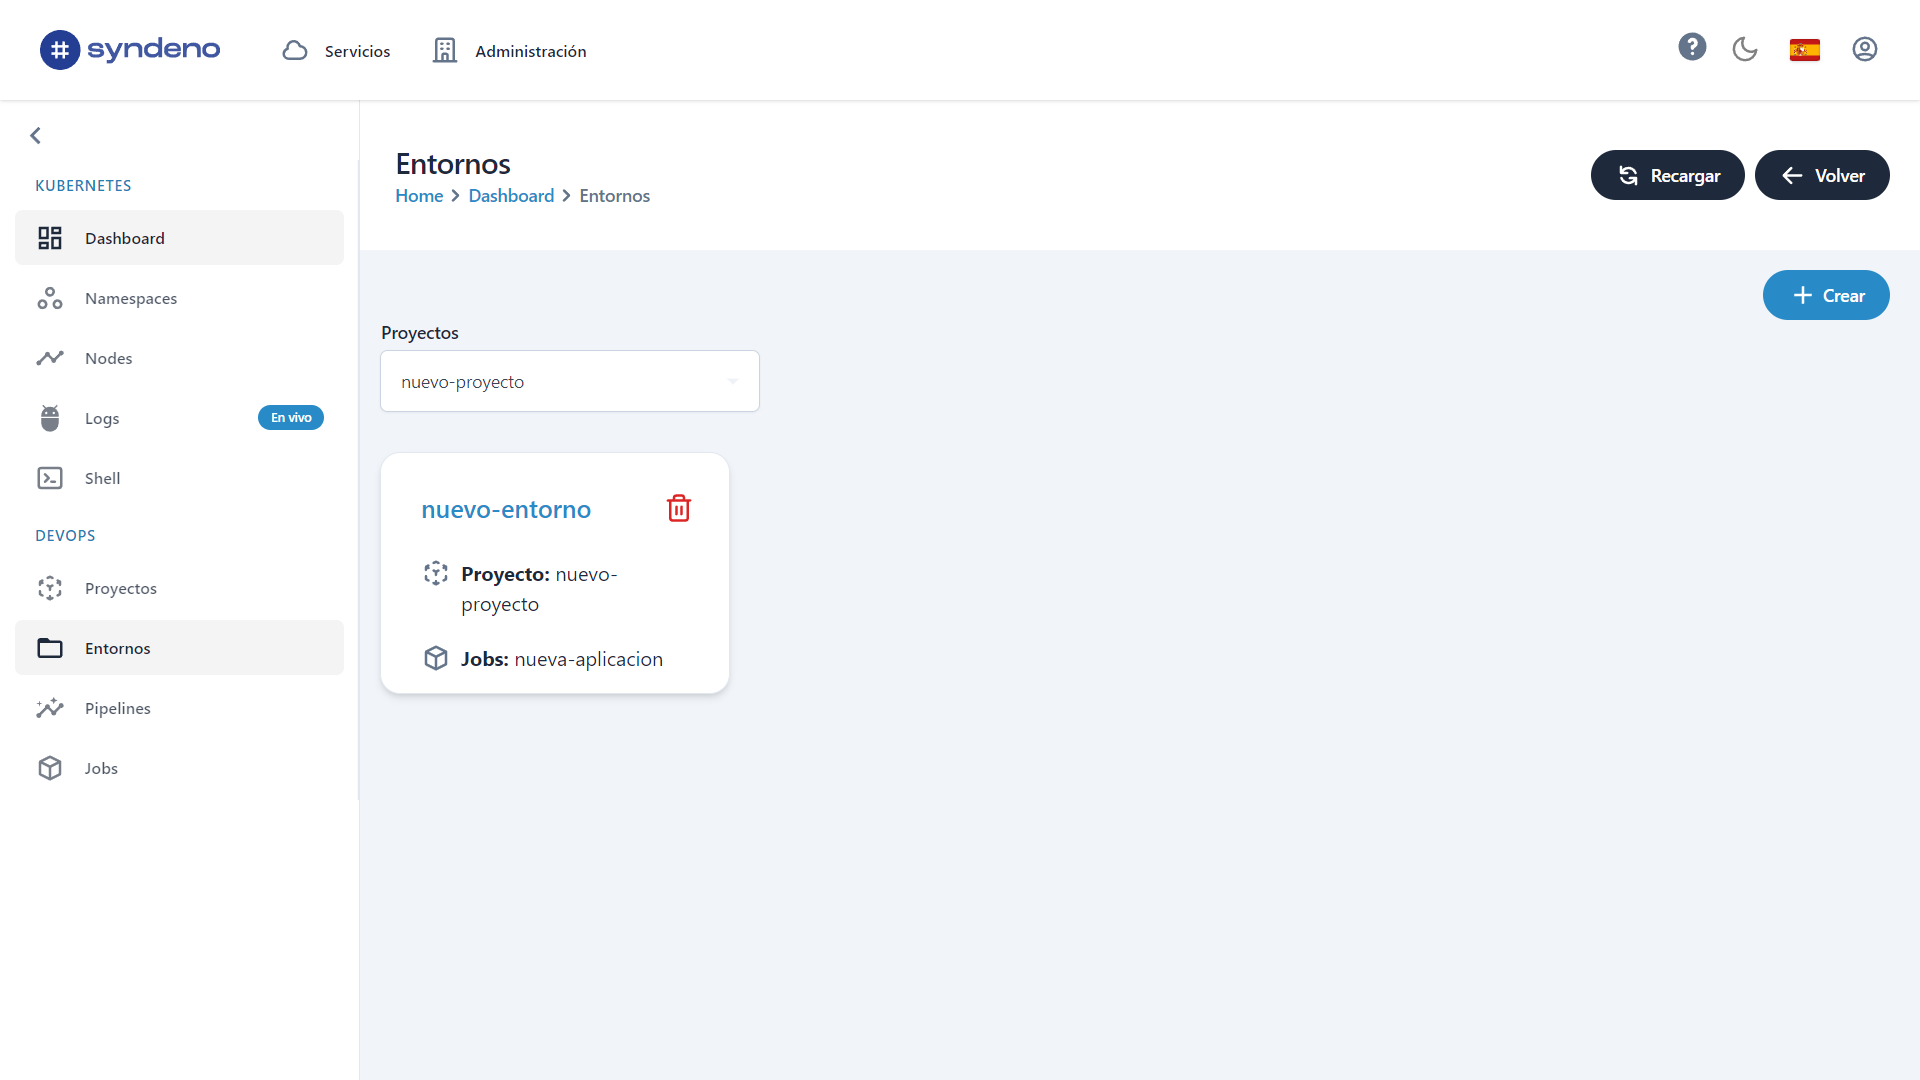 syndeno
Servicios
Administración
KUBERNETES
Dashboard
Namespaces
Nodes
Logs
En vivo
Shell
DEVOPS
Proyectos
Entornos
Pipelines
Jobs
Entornos
Home > Dashboard > Entornos
Recargar
Volver
Crear
Proyectos
nuevo-proyecto
nuevo-entorno
Proyecto: nuevo-
proyecto
Jobs: nueva-aplicacion